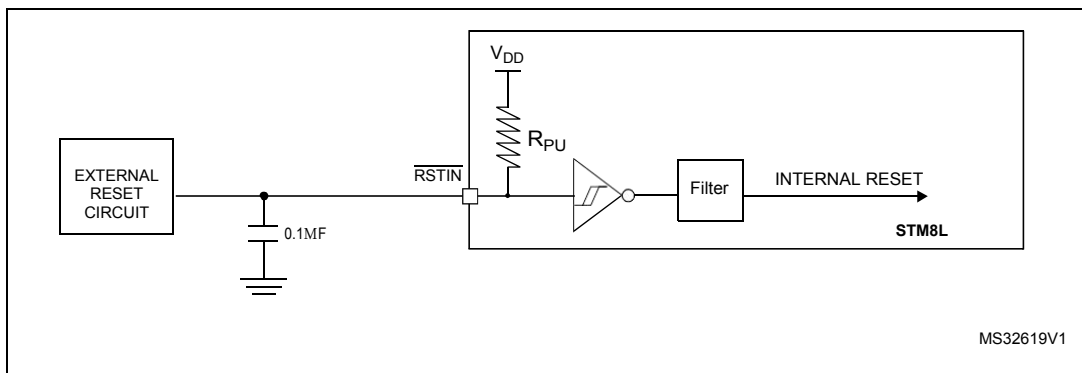 V_DD
R_PU
EXTERNAL
RESET
CIRCUIT
RSTIN
Filter
INTERNAL RESET
0.1MF
STM8L
MS32619V1